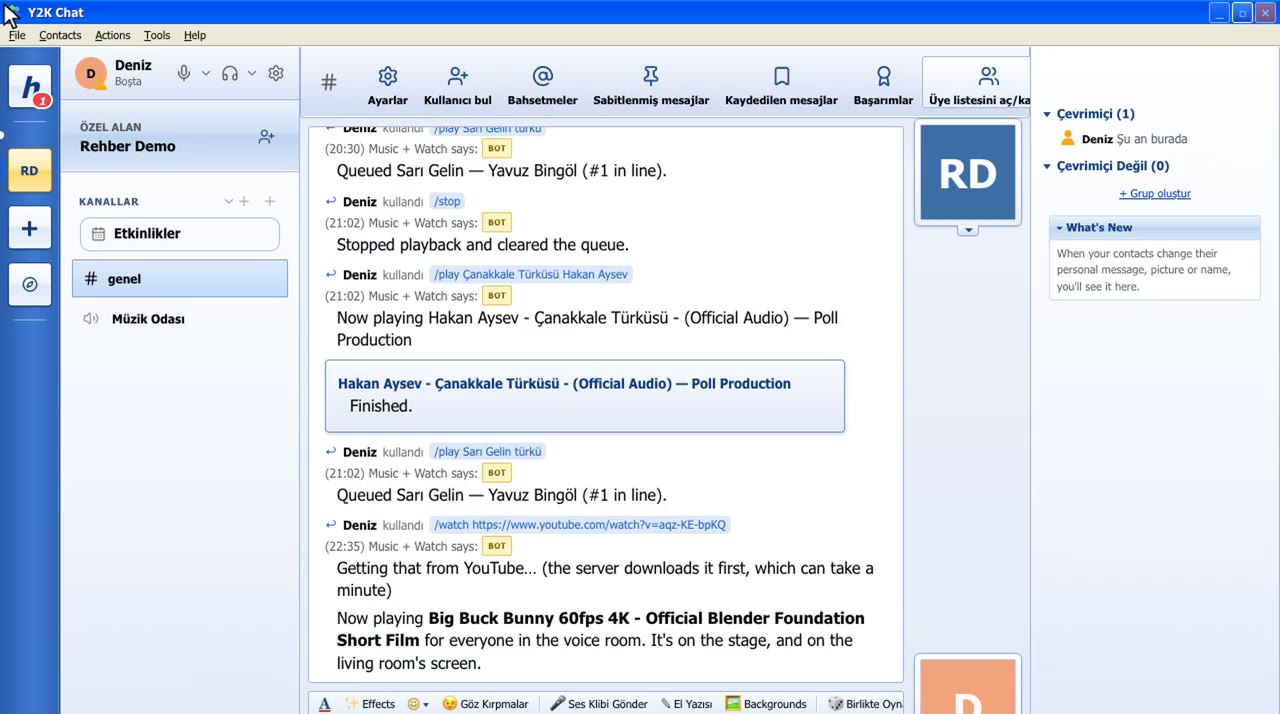 Y2K Chat
File Contacts Actions Tools Help
h
1
RD
D
Deniz
Boşta
ÖZEL ALAN
Rehber Demo
KANALLAR
Etkinlikler
# genel
Müzik Odası
#
Ayarlar
Kullanıcı bul
Bahsetmeler
Sabitlenmiş mesajlar
Kaydedilen mesajlar
Başarımlar
Üye listesini aç/ka
Deniz kullandı /play Sarı Gelin türkü
(20:30) Music + Watch says: BOT
Queued Sarı Gelin — Yavuz Bingöl (#1 in line).
Deniz kullandı /stop
(21:02) Music + Watch says: BOT
Stopped playback and cleared the queue.
Deniz kullandı /play Çanakkale Türküsü Hakan Aysev
(21:02) Music + Watch says: BOT
Now playing Hakan Aysev - Çanakkale Türküsü - (Official Audio) — Poll
Production
Hakan Aysev - Çanakkale Türküsü - (Official Audio) — Poll Production
Finished.
Deniz kullandı /play Sarı Gelin türkü
(21:02) Music + Watch says: BOT
Queued Sarı Gelin — Yavuz Bingöl (#1 in line).
Deniz kullandı /watch https://www.youtube.com/watch?v=aqz-KE-bpKQ
(22:35) Music + Watch says: BOT
Getting that from YouTube... (the server downloads it first, which can take a
minute)
Now playing Big Buck Bunny 60fps 4K - Official Blender Foundation
Short Film for everyone in the voice room. It's on the stage, and on the
living room's screen.
A Effects Göz Kırpmalar Ses Klibi Gönder El Yazısı Backgrounds Birlikte Oyn
RD
D
Çevrimiçi (1)
Deniz Şu an burada
Çevrimiçi Değil (0)
+ Grup oluştur
What's New
When your contacts change their
personal message, picture or name,
you'll see it here.